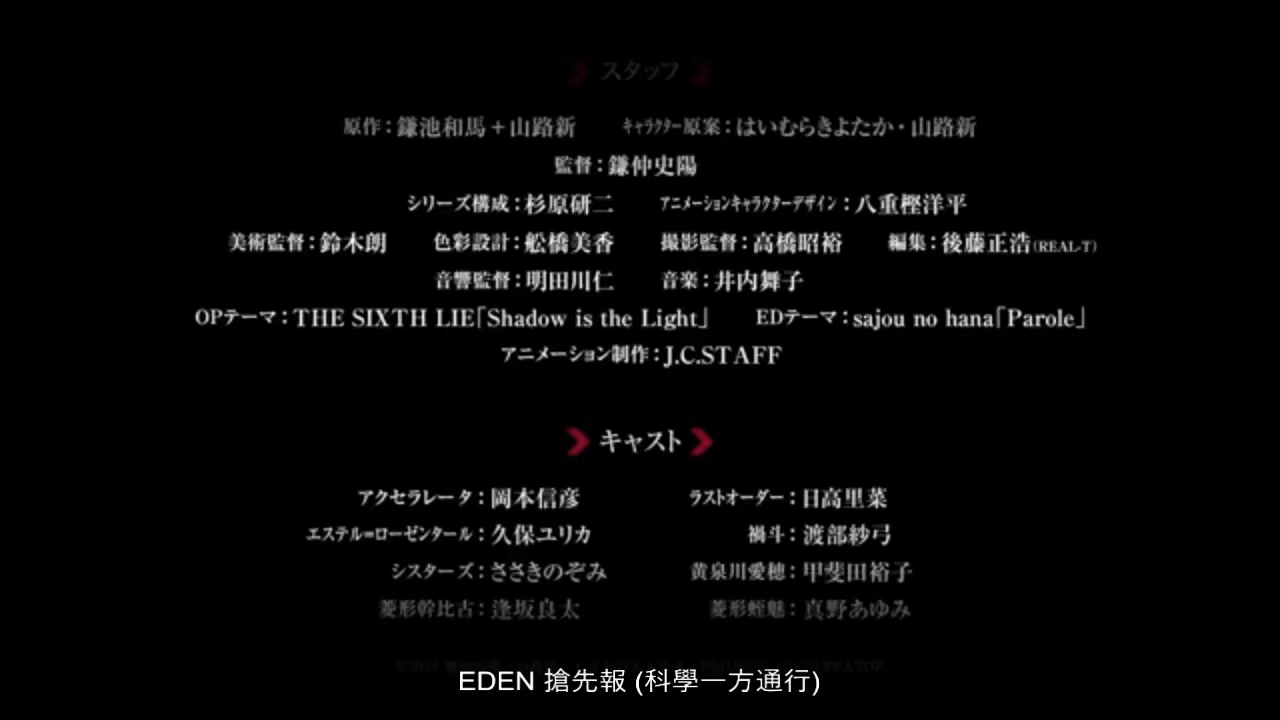 スタッフ
原作：鎌池和馬＋山路新　キャラクター原案：はいむらきよたか・山路新
監督：鎌仲史陽
シリーズ構成：杉原研二　アニメーションキャラクターデザイン：八重樫洋平
美術監督：鈴木朗　色彩設計：舩橋美香　撮影監督：高橋昭裕　編集：後藤正浩(REAL-T)
音響監督：明田川仁　音楽：井内舞子
OPテーマ：THE SIXTH LIE「Shadow is the Light」　EDテーマ：sajou no hana「Parole」
アニメーション制作：J.C.STAFF
キャスト
アクセラレータ：岡本信彦　ラストオーダー：日高里菜
エステル=ローゼンタール：久保ユリカ　禍斗：渡部紗弓
シスターズ：ささきのぞみ　黄泉川愛穂：甲斐田裕子
菱形幹比古：逢坂良太　菱形蛭魅：真野あゆみ
EDEN 搶先報 (科學一方通行)